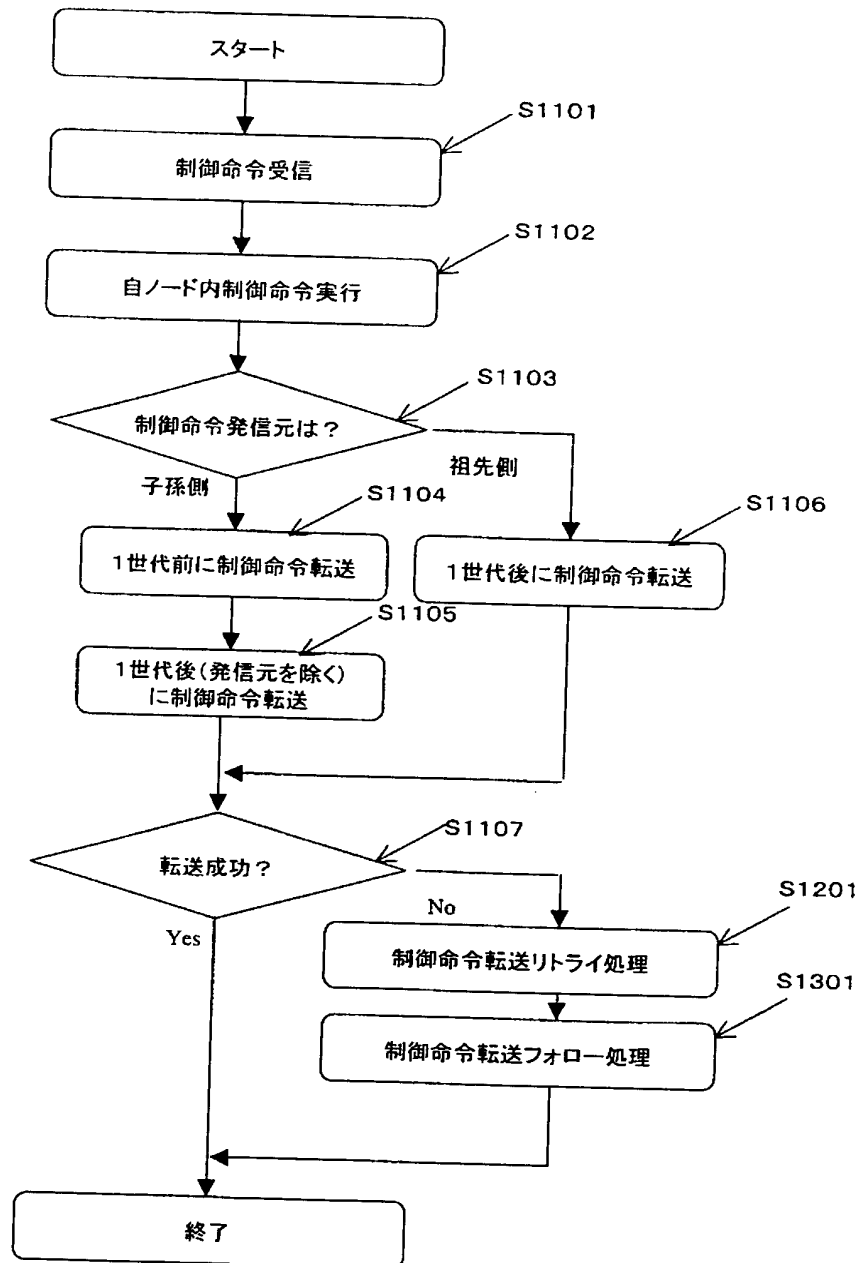 スタート
S1101
制御命令受信
S1102
自ノード内制御命令実行
S1103
制御命令発信元は？
子孫側
祖先側
S1104
1世代前に制御命令転送
S1106
1世代後に制御命令転送
S1105
1世代後(発信元を除く)
に制御命令転送
S1107
転送成功？
Yes
No
S1201
制御命令転送リトライ処理
S1301
制御命令転送フォロー処理
終了